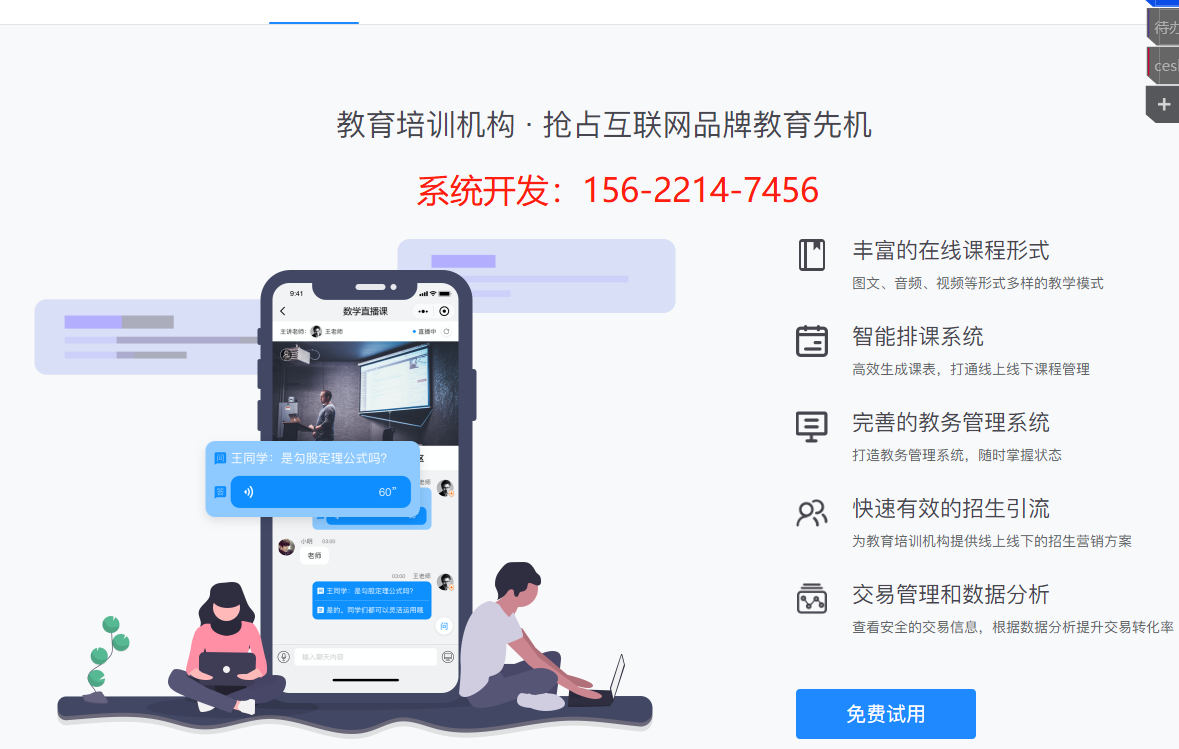 待办
教育培训机构 · 抢占互联网品牌教育先机
系统开发：156-2214-7456
丰富的在线课程形式
图文、音频、视频等形式多样的教学模式
智能排课系统
高效生成课表，打通线上线下课程管理
完善的教务管理系统
打造教务管理系统，随时掌握状态
快速有效的招生引流
为教育培训机构提供线上线下的招生营销方案
交易管理和数据分析
查看安全的交易信息，根据数据分析提升交易转化率
免费试用
9:41
数学直播课
主讲老师： 王老师 直播中
问 王同学：是勾股定理公式吗?
答 60”
小明 03:00
老师
03:00 王老师
王同学：是勾股定理公式吗?
是的，同学们都可以灵活运用哦
问
输入聊天内容